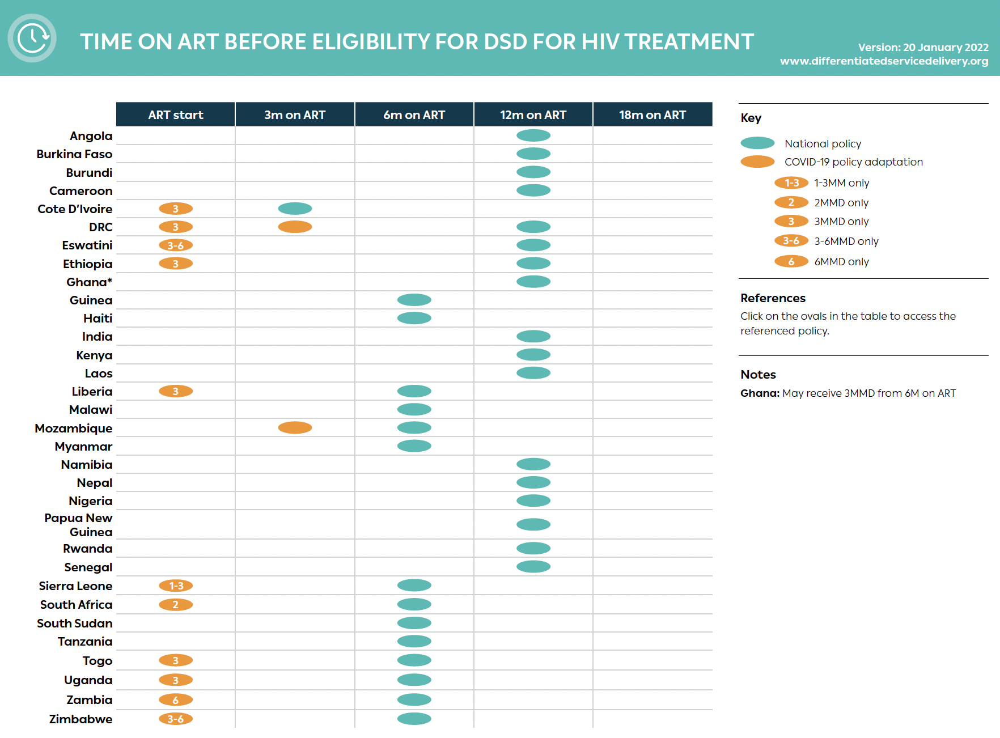 TIME ON ART BEFORE ELIGIBILITY FOR DSD FOR HIV TREATMENT
Version: 20 January 2022
www.differentiatedservicedelivery.org
ART start 3m on ART 6m on ART 12m on ART 18m on ART
Angola
Burkina Faso
Burundi
Cameroon
Cote D'Ivoire 3
DRC 3
Eswatini 3-6
Ethiopia 3
Ghana*
Guinea
Haiti
India
Kenya
Laos
Liberia 3
Malawi
Mozambique
Myanmar
Namibia
Nepal
Nigeria
Papua New
Guinea
Rwanda
Senegal
Sierra Leone 1-3
South Africa 2
South Sudan
Tanzania
Togo 3
Uganda 3
Zambia 6
Zimbabwe 3-6
Key
National policy
COVID-19 policy adaptation
1-3 1-3MM only
2 2MMD only
3 3MMD only
3-6 3-6MMD only
6 6MMD only
References
Click on the ovals in the table to access the
referenced policy.
Notes
Ghana: May receive 3MMD from 6M on ART